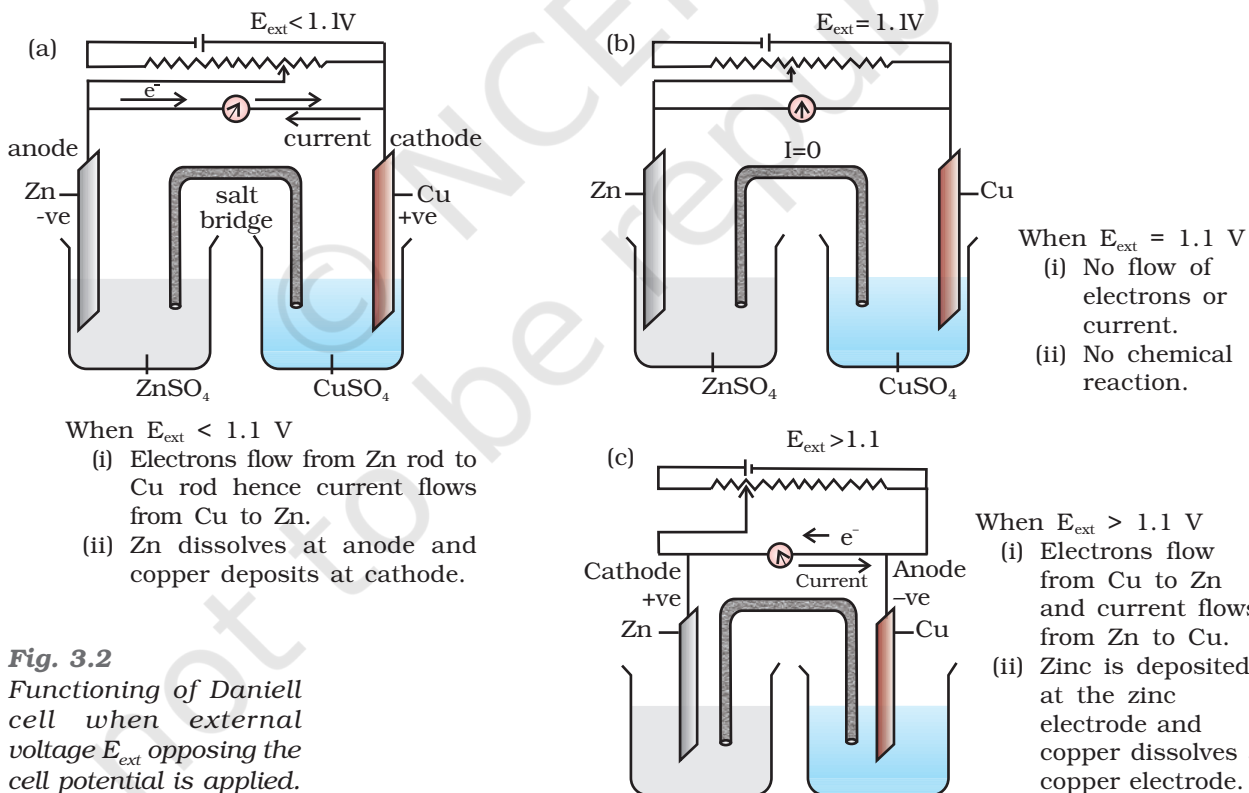 (a)
E_ext < 1.1V
e⁻
current
anode
cathode
Zn
-ve
Cu
+ve
salt
bridge
ZnSO₄
CuSO₄
When E_ext < 1.1 V
(i) Electrons flow from Zn rod to
Cu rod hence current flows
from Cu to Zn.
(ii) Zn dissolves at anode and
copper deposits at cathode.
(b)
E_ext = 1.1V
I=0
Zn
Cu
ZnSO₄
CuSO₄
When E_ext = 1.1 V
(i) No flow of
electrons or
current.
(ii) No chemical
reaction.
(c)
E_ext >1.1
e⁻
Current
Cathode
+ve
Anode
–ve
Zn
Cu
When E_ext > 1.1 V
(i) Electrons flow
from Cu to Zn
and current flows
from Zn to Cu.
(ii) Zinc is deposited
at the zinc
electrode and
copper dissolves
copper electrode.
Fig. 3.2
Functioning of Daniell
cell when external
voltage E_ext opposing the
cell potential is applied.
not to be repub
© NCE